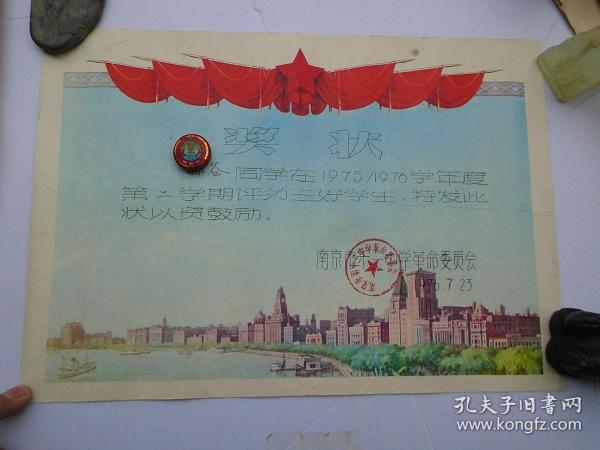 奖 状
同学在1975/1976学年度
第二学期评为三好学生,特发此
状以资鼓励。
南京市 学革命委员会
7.23
孔夫子旧书网
www.kongfz.com